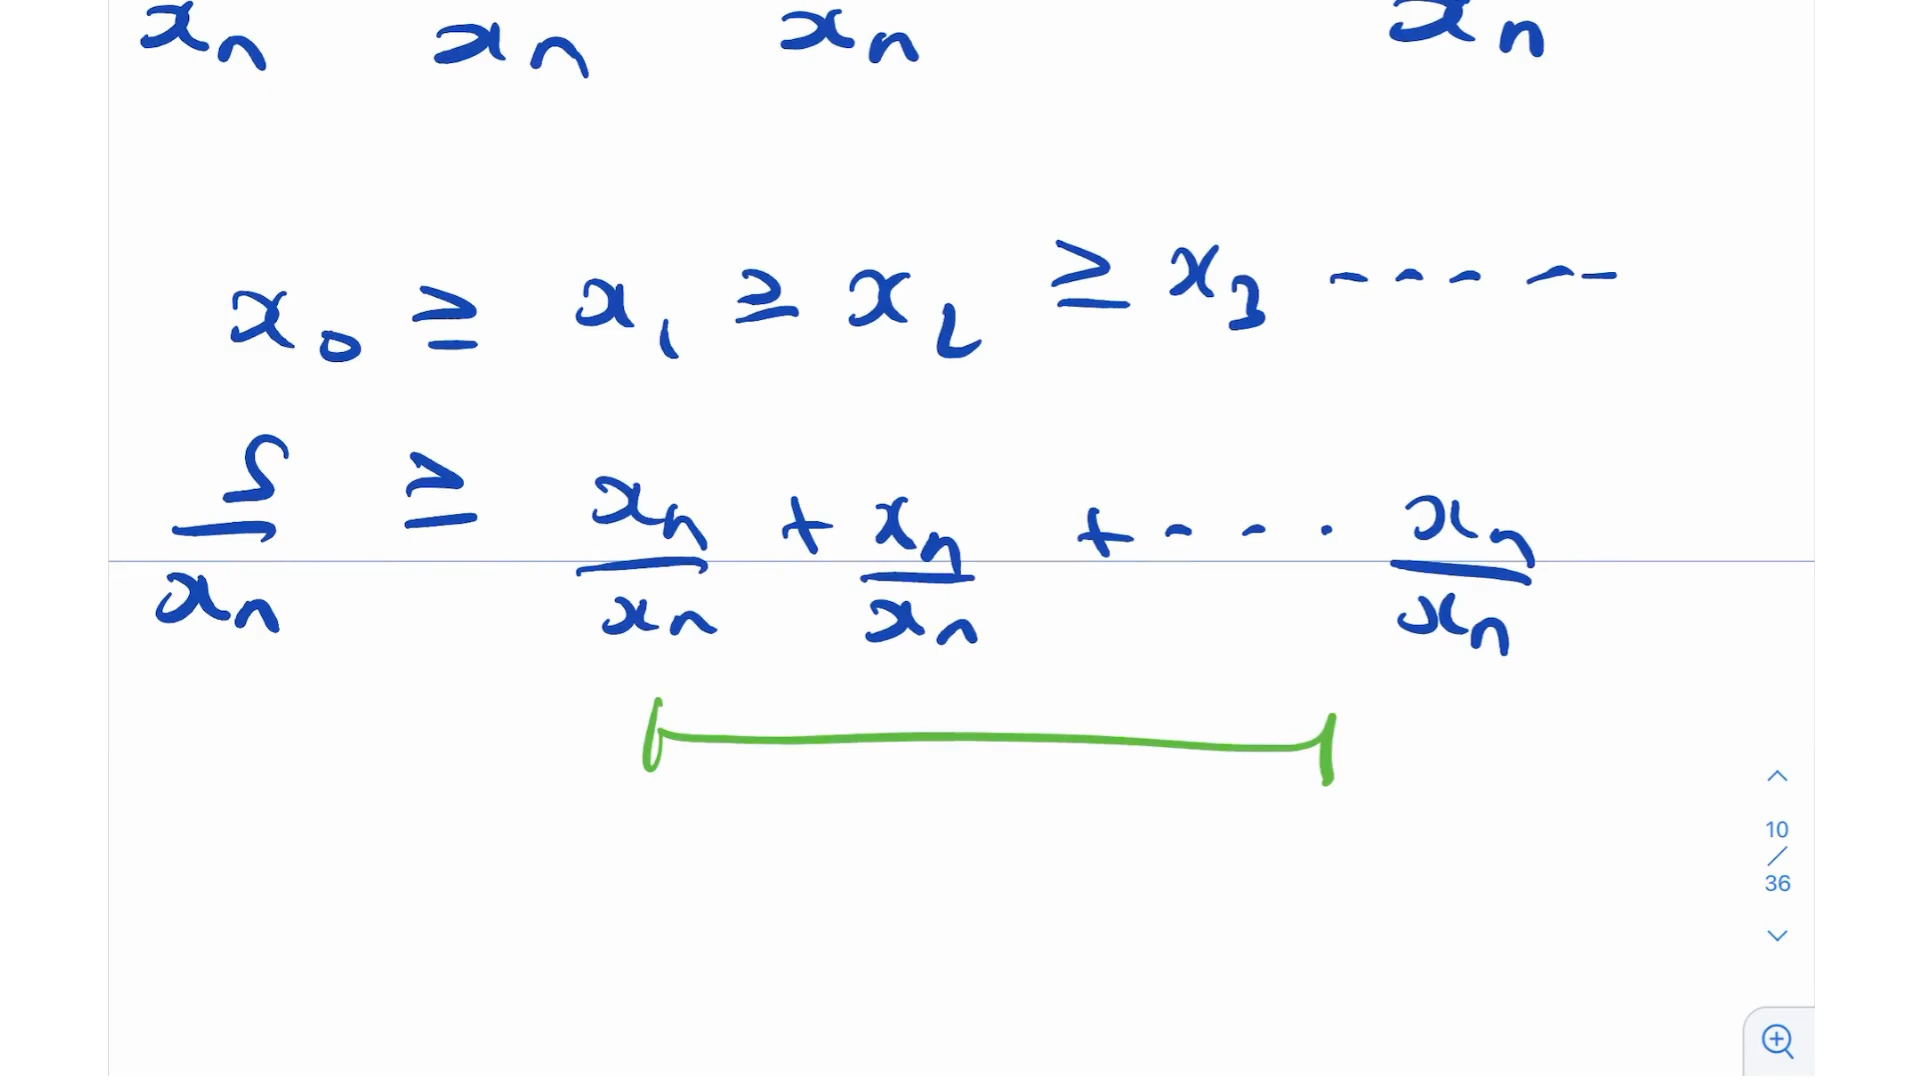 xn xn xn xn
x0 ≥ x1 ≥ x2 ≥ x3 - - - - - -
S/xn ≥ xn/xn + xn/xn + - - · xn/xn
10
/
36